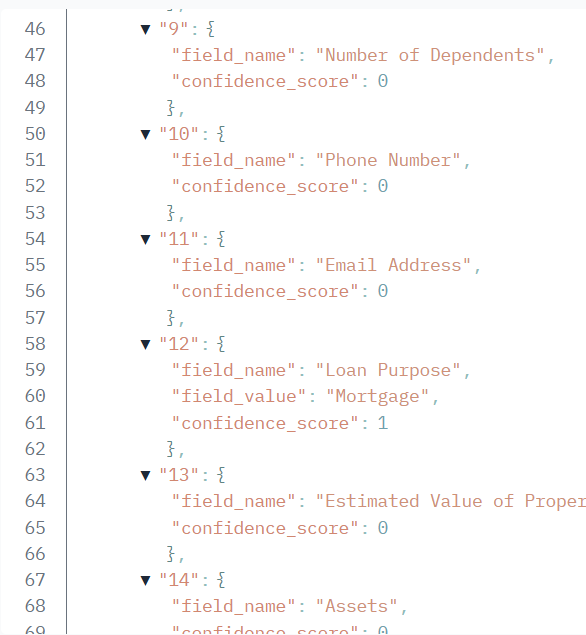 46 ▼ "9": {
47 "field_name": "Number of Dependents",
48 "confidence_score": 0
49 },
50 ▼ "10": {
51 "field_name": "Phone Number",
52 "confidence_score": 0
53 },
54 ▼ "11": {
55 "field_name": "Email Address",
56 "confidence_score": 0
57 },
58 ▼ "12": {
59 "field_name": "Loan Purpose",
60 "field_value": "Mortgage",
61 "confidence_score": 1
62 },
63 ▼ "13": {
64 "field_name": "Estimated Value of Proper
65 "confidence_score": 0
66 },
67 ▼ "14": {
68 "field_name": "Assets",
69 "confidence_score": 0